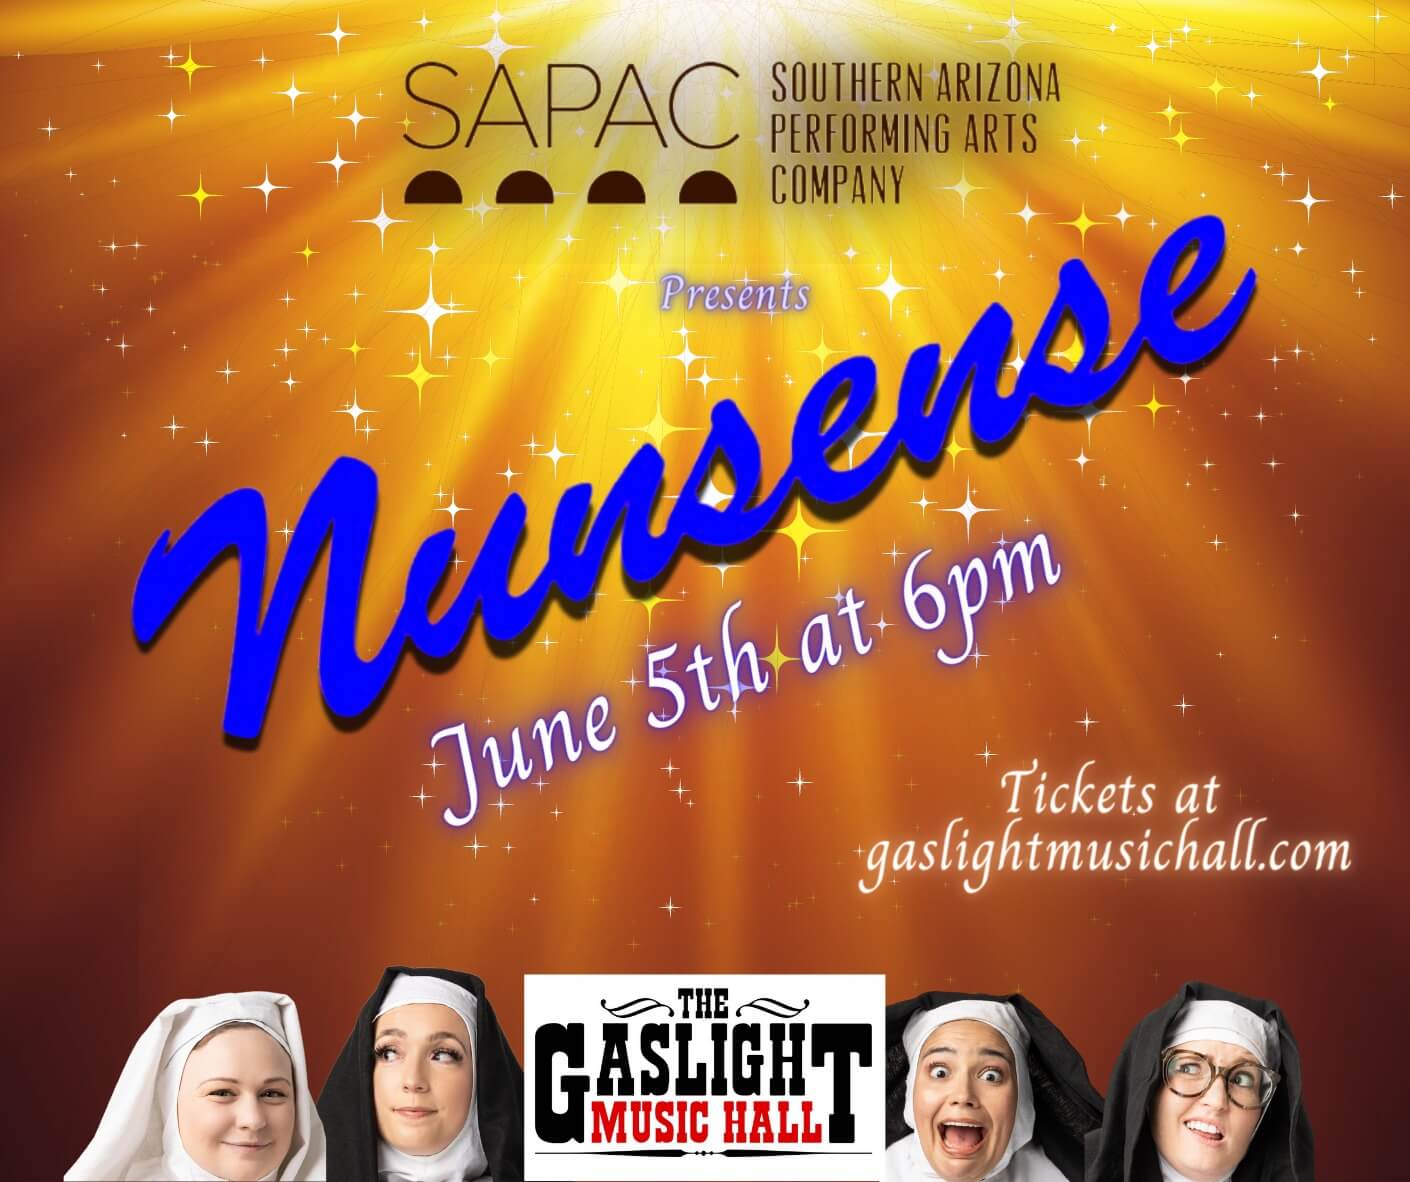 SAPAC
SOUTHERN ARIZONA
PERFORMING ARTS
COMPANY
Presents
Nunsense
June 5th at 6pm
Tickets at
gaslightmusichall.com
THE
GASLIGHT
MUSIC HALL